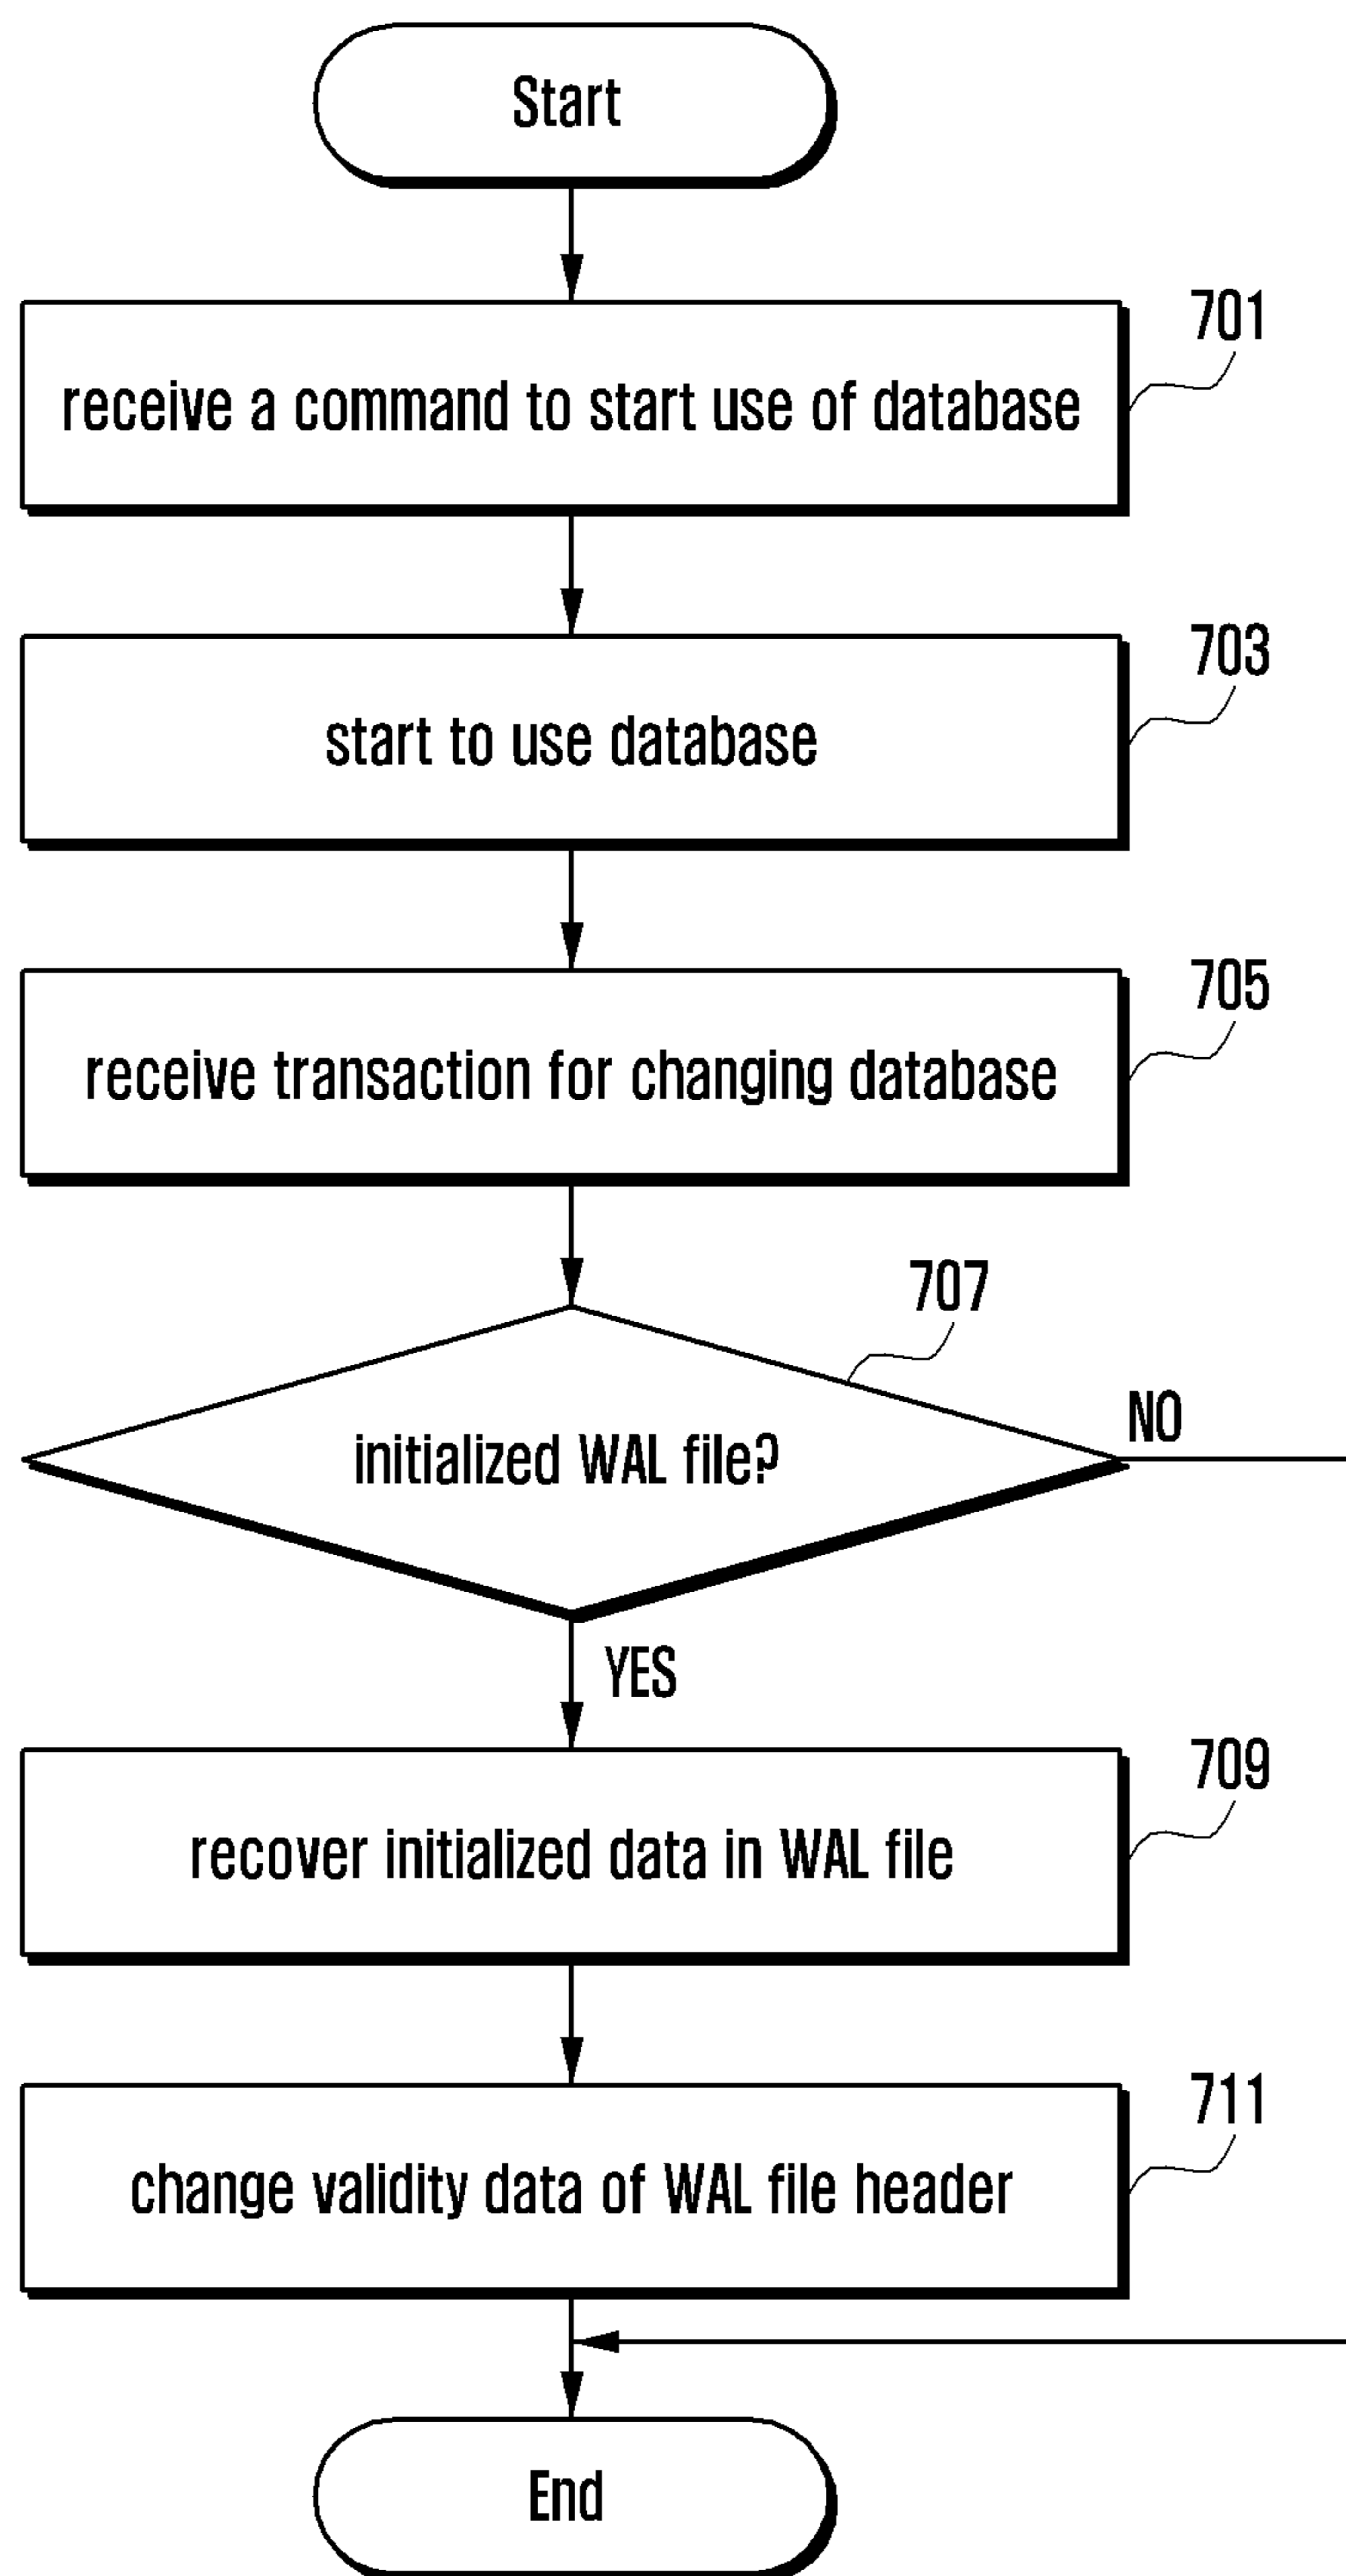 Start
701
receive a command to start use of database
703
start to use database
705
receive transaction for changing database
707
NO
initialized WAL file?
YES
709
recover initialized data in WAL file
711
change validity data of WAL file header
End